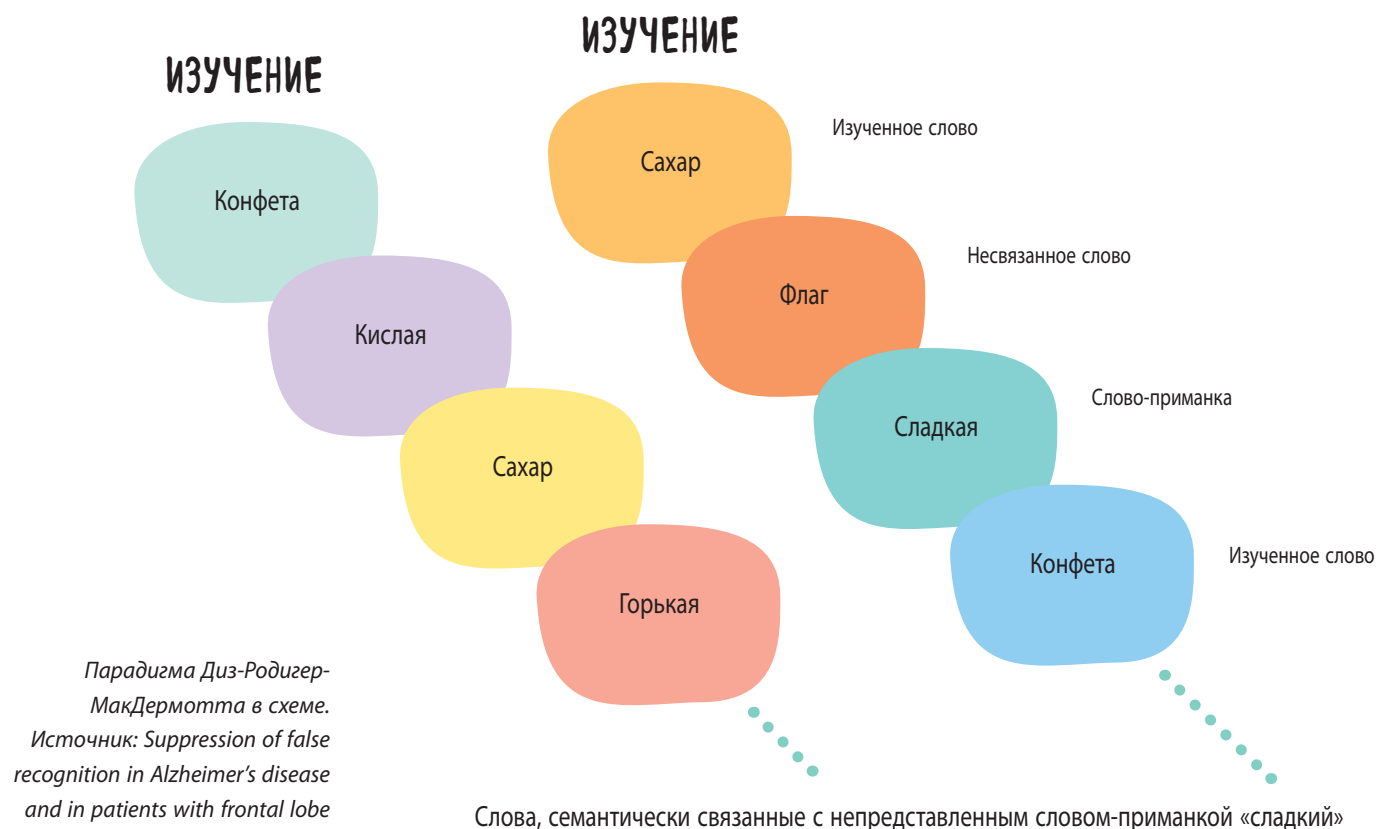 ИЗУЧЕНИЕ
Конфета
Кислая
Сахар
Горькая
ИЗУЧЕНИЕ
Сахар
Изученное слово
Флаг
Несвязанное слово
Сладкая
Слово-приманка
Конфета
Изученное слово
Парадигма Диз-Родигер-
МакДермотта в схеме.
Источник: Suppression of false
recognition in Alzheimer’s disease
and in patients with frontal lobe
Слова, семантически связанные с непредставленным словом-приманкой «сладкий»